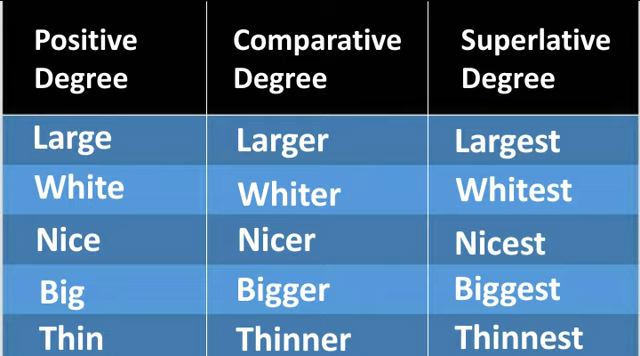 Positive Degree Comparative Degree Superlative Degree
Large Larger Largest
White Whiter Whitest
Nice Nicer Nicest
Big Bigger Biggest
Thin Thinner Thinnest